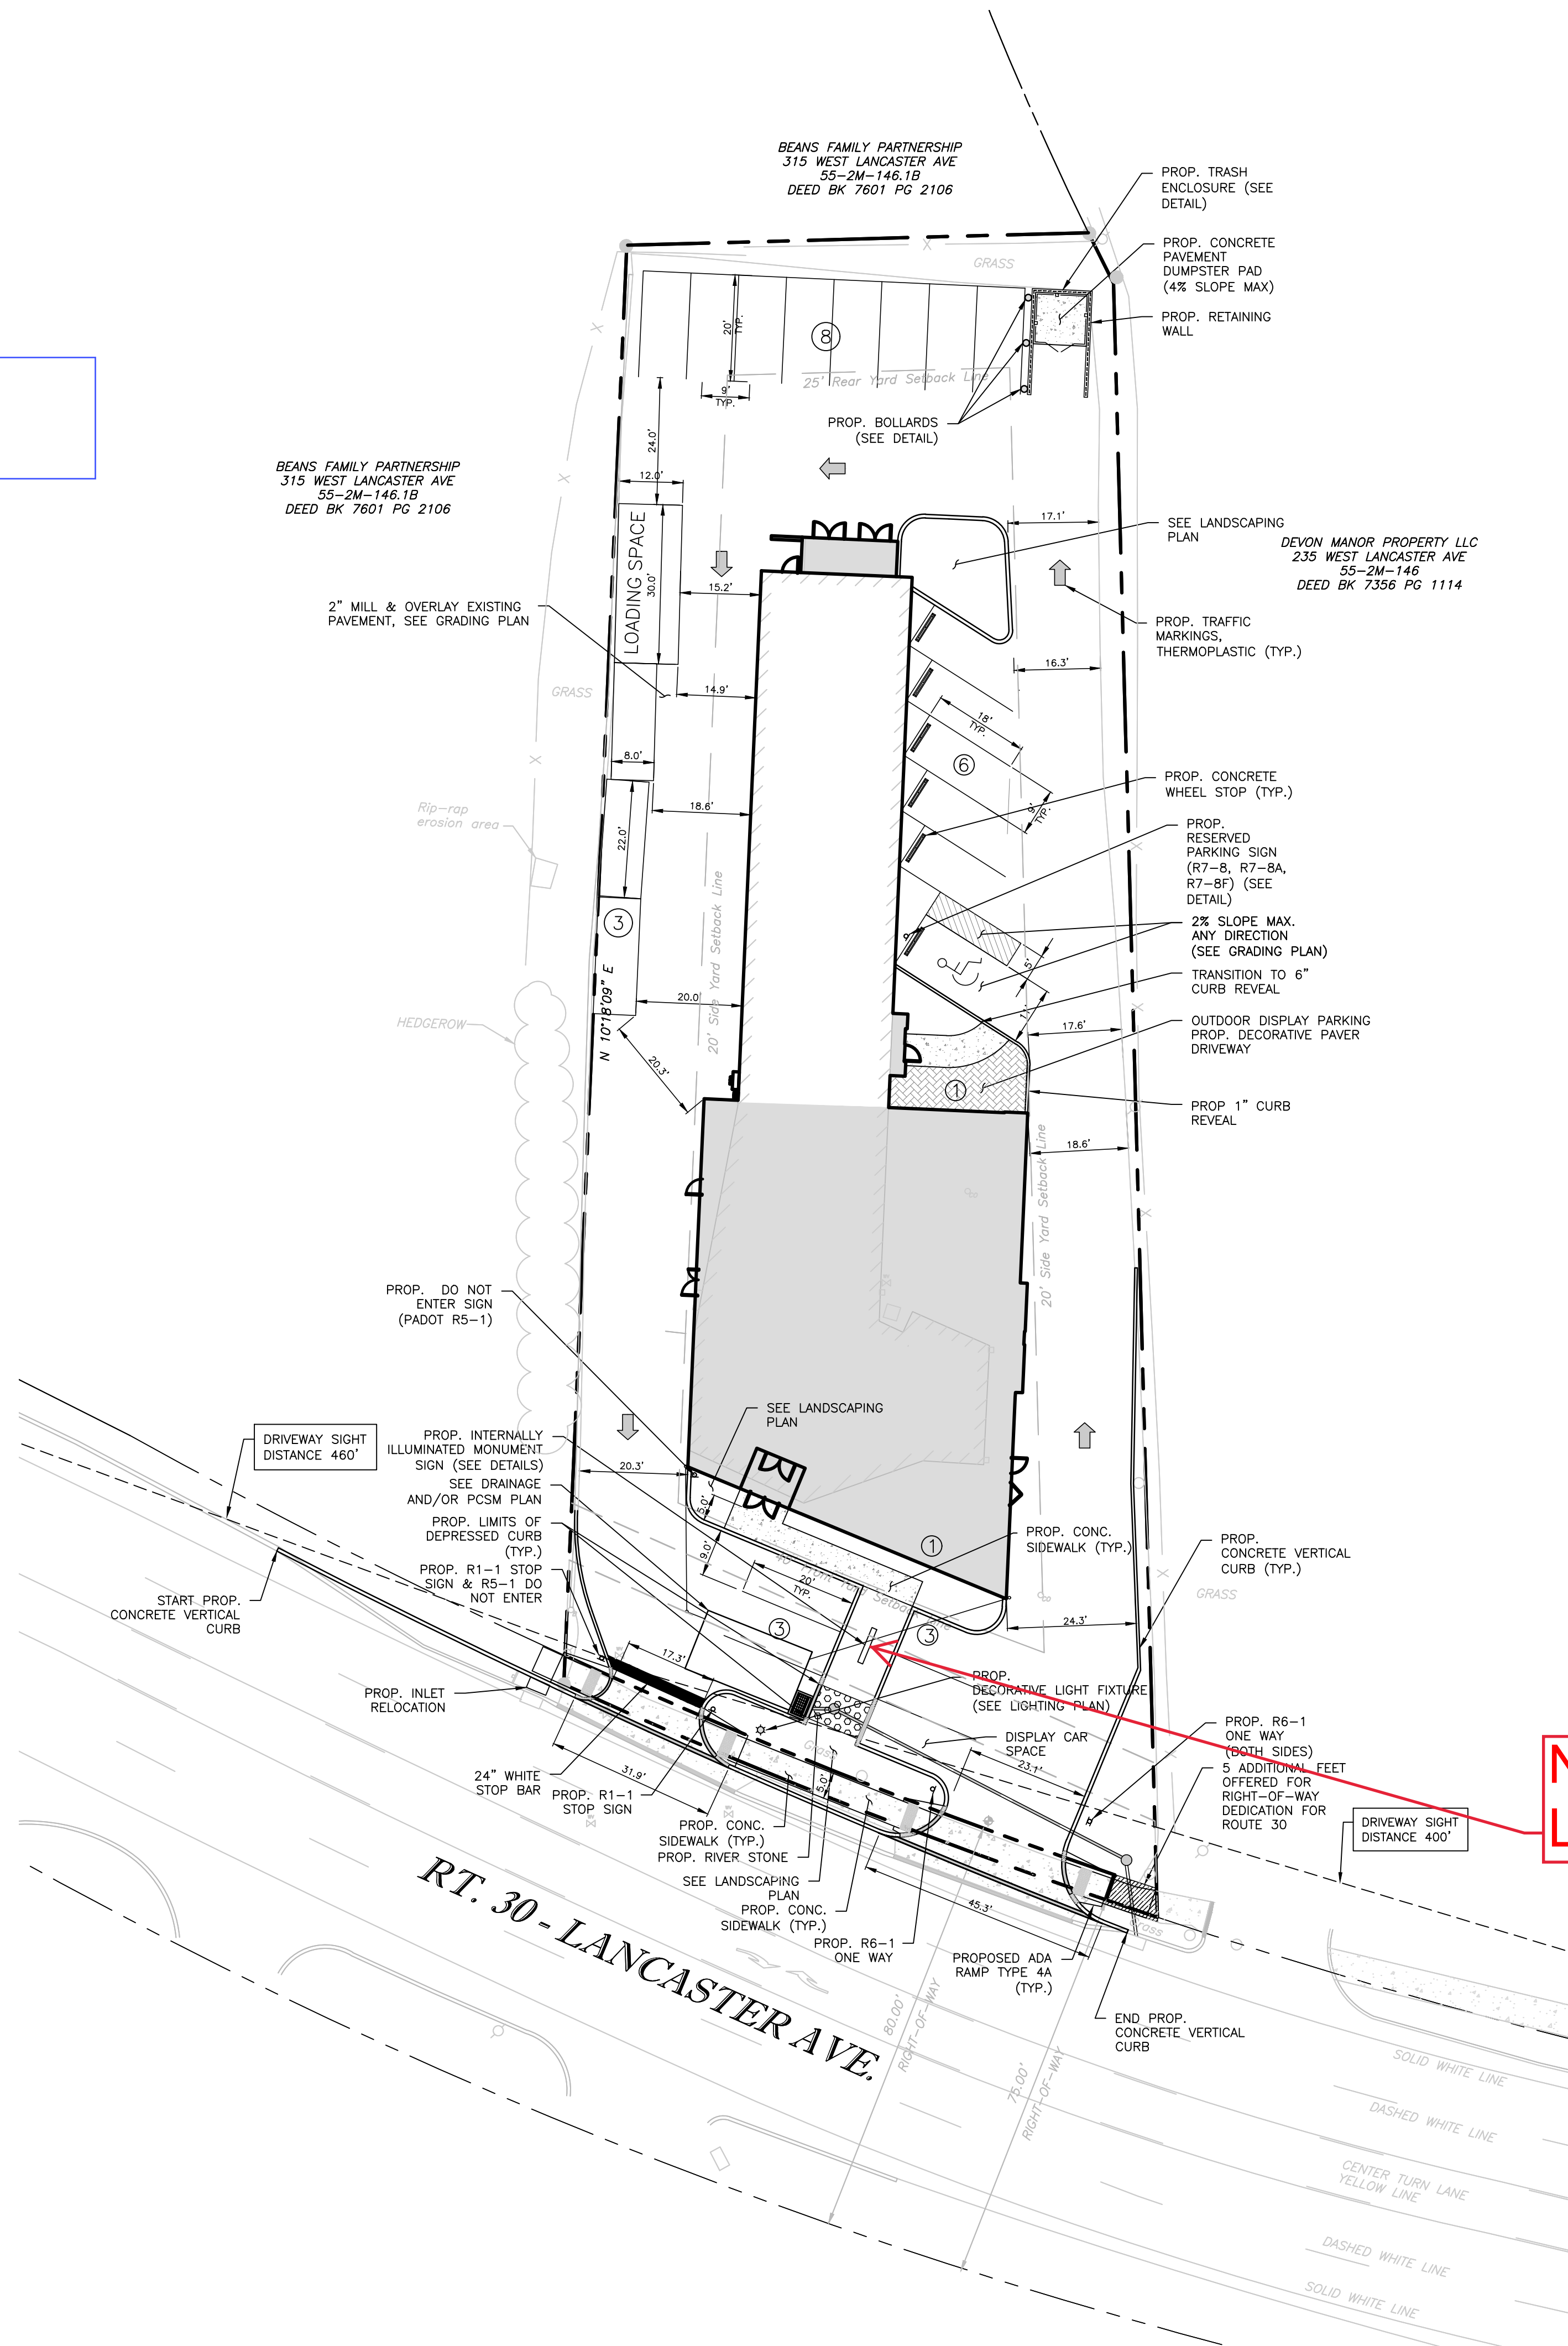 BEANS FAMILY PARTNERSHIP
315 WEST LANCASTER AVE
55-2M-146.1B
DEED BK 7601 PG 2106
PROP. TRASH
ENCLOSURE (SEE
DETAIL)
PROP. CONCRETE
PAVEMENT
DUMPSTER PAD
(4% SLOPE MAX)
PROP. RETAINING
WALL
X
GRASS
20'
TYP.
8
25' Rear Yard Setback Line
9'
TYP.
PROP. BOLLARDS
(SEE DETAIL)
X
24.0'
12.0'
BEANS FAMILY PARTNERSHIP
315 WEST LANCASTER AVE
55-2M-146.1B
DEED BK 7601 PG 2106
X
LOADING SPACE
30.0'
17.1'
SEE LANDSCAPING
PLAN
DEVON MANOR PROPERTY LLC
235 WEST LANCASTER AVE
55-2M-146
DEED BK 7356 PG 1114
15.2'
2" MILL & OVERLAY EXISTING
PAVEMENT, SEE GRADING PLAN
PROP. TRAFFIC
MARKINGS,
THERMOPLASTIC (TYP.)
16.3'
GRASS
14.9'
18'
TYP.
X
8.0'
6
9'
TYP.
PROP. CONCRETE
WHEEL STOP (TYP.)
Rip-rap
erosion area
18.6'
22.0'
X
PROP.
RESERVED
PARKING SIGN
(R7-8, R7-8A,
R7-8F) (SEE
DETAIL)
3
20' Side Yard Setback Line
2% SLOPE MAX.
ANY DIRECTION
(SEE GRADING PLAN)
5'
TRANSITION TO 6"
CURB REVEAL
N 10°18'09" E
20.0'
X
HEDGEROW
17.6'
OUTDOOR DISPLAY PARKING
PROP. DECORATIVE PAVER
DRIVEWAY
20.3'
1
PROP 1" CURB
REVEAL
18.6'
20' Side Yard Setback Line
X
PROP. DO NOT
ENTER SIGN
(PADOT R5-1)
SEE LANDSCAPING
PLAN
DRIVEWAY SIGHT
DISTANCE 460'
PROP. INTERNALLY
ILLUMINATED MONUMENT
SIGN (SEE DETAILS)
SEE DRAINAGE
AND/OR PCSM PLAN
PROP. LIMITS OF
DEPRESSED CURB
(TYP.)
PROP. R1-1 STOP
SIGN & R5-1 DO
NOT ENTER
20.3'
5.0'
9.0'
20'
TYP.
1
PROP. CONC.
SIDEWALK (TYP.)
PROP.
CONCRETE VERTICAL
CURB (TYP.)
X
GRASS
START PROP.
CONCRETE VERTICAL
CURB
3
3
24.3'
17.3'
PROP. INLET
RELOCATION
PROP.
DECORATIVE LIGHT FIXTURE
(SEE LIGHTING PLAN)
DISPLAY CAR
SPACE
PROP. R6-1
ONE WAY
(BOTH SIDES)
5 ADDITIONAL FEET
OFFERED FOR
RIGHT-OF-WAY
DEDICATION FOR
ROUTE 30
Grass
23.1'
24" WHITE
STOP BAR
31.9'
PROP. R1-1
STOP SIGN
5.0'
DRIVEWAY SIGHT
DISTANCE 400'
PROP. CONC.
SIDEWALK (TYP.)
PROP. RIVER STONE
SEE LANDSCAPING
PLAN
PROP. CONC.
SIDEWALK (TYP.)
PROP. R6-1
ONE WAY
45.3'
Grass
PROPOSED ADA
RAMP TYPE 4A
(TYP.)
END PROP.
CONCRETE VERTICAL
CURB
RT. 30 - LANCASTER AVE.
80.00'
RIGHT-OF-WAY
75.00'
RIGHT-OF-WAY
SOLID WHITE LINE
DASHED WHITE LINE
CENTER TURN LANE
YELLOW LINE
DASHED WHITE LINE
SOLID WHITE LINE